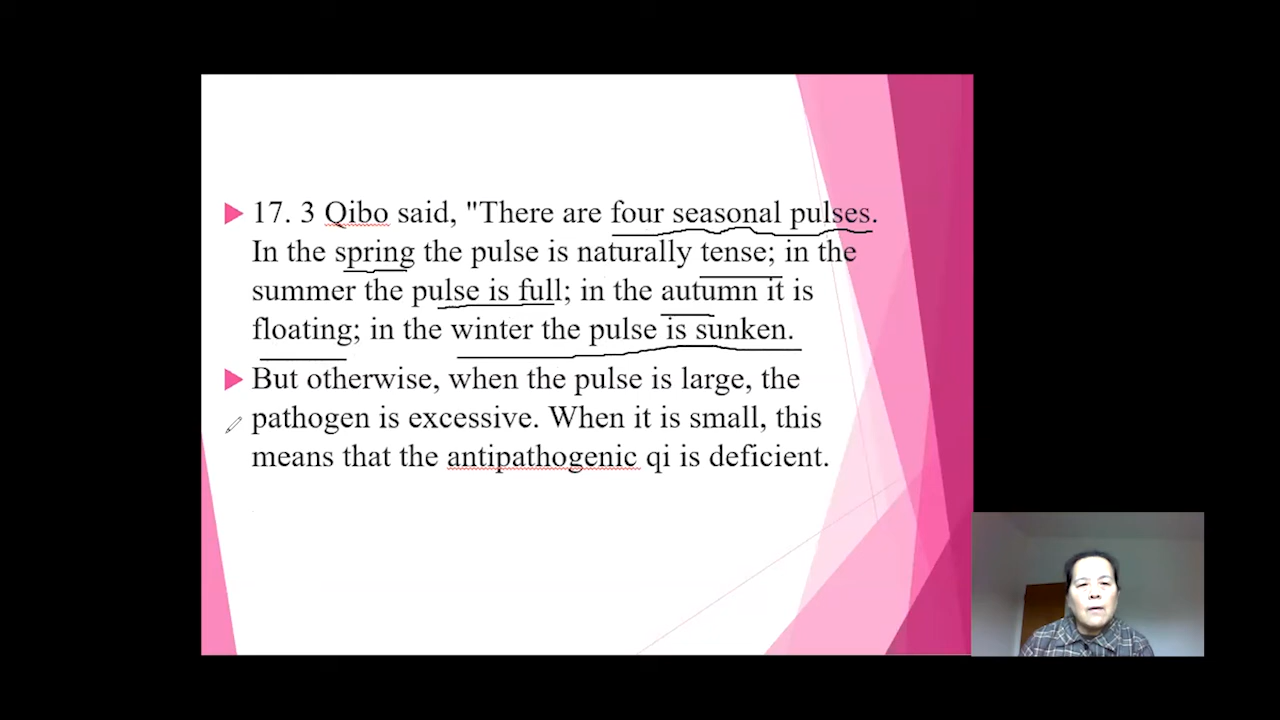 17. 3 Qibo said, "There are four seasonal pulses.
In the spring the pulse is naturally tense; in the
summer the pulse is full; in the autumn it is
floating; in the winter the pulse is sunken.
But otherwise, when the pulse is large, the
pathogen is excessive. When it is small, this
means that the antipathogenic qi is deficient.